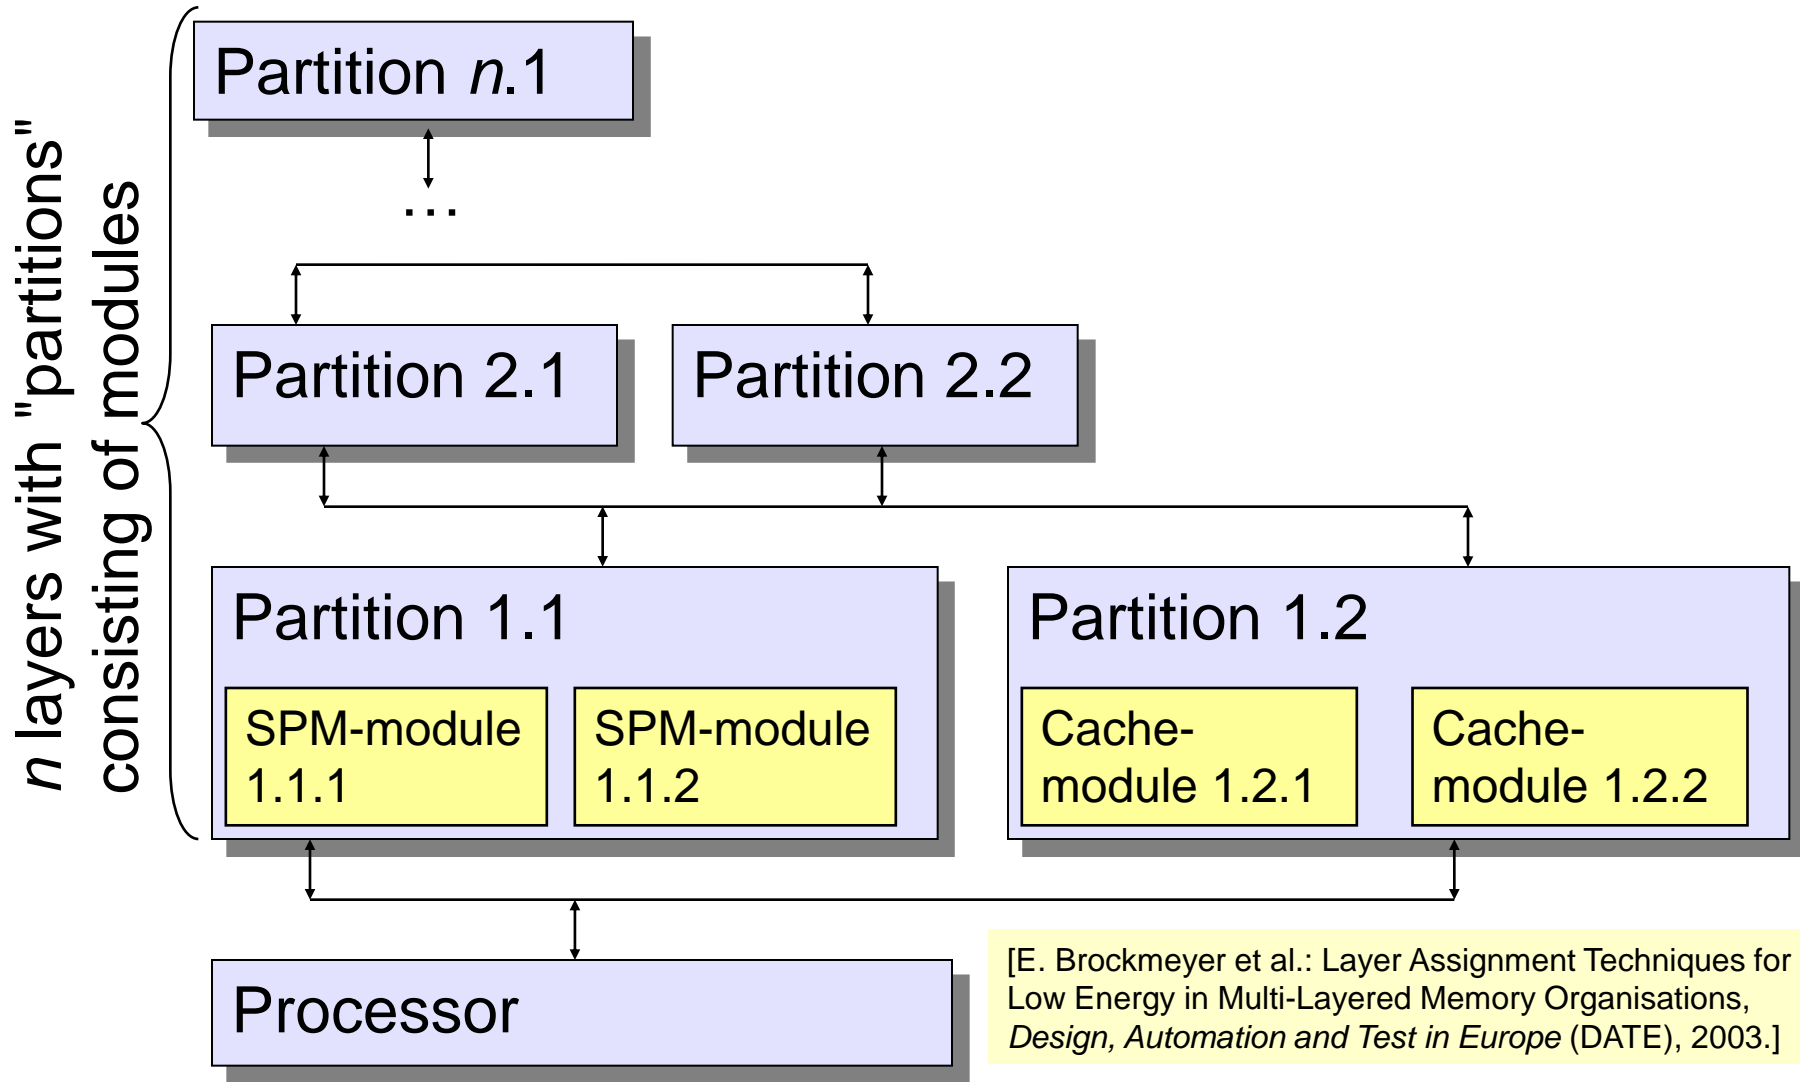 n layers with "partitions"
consisting of modules
Partition n.1
...
Partition 2.1
Partition 2.2
Partition 1.1
SPM-module
1.1.1
SPM-module
1.1.2
Partition 1.2
Cache-
module 1.2.1
Cache-
module 1.2.2
Processor
[E. Brockmeyer et al.: Layer Assignment Techniques for
Low Energy in Multi-Layered Memory Organisations,
Design, Automation and Test in Europe (DATE), 2003.]